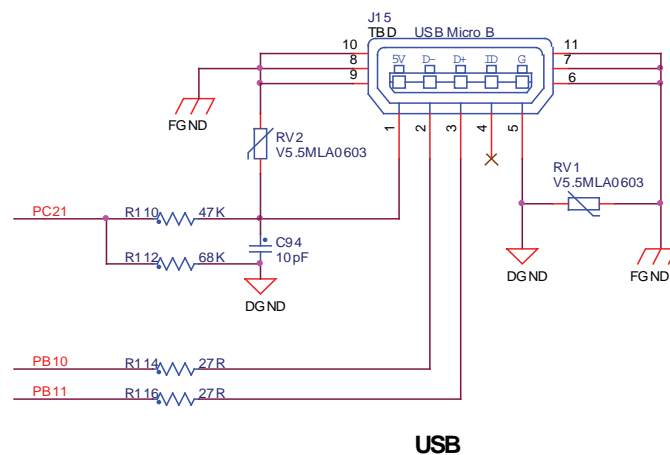 J15
TBD USB Micro B
10
8
9
11
7
6
5V D- D+ ID G
1
2
3
4
5
FGND
RV2
V5.5MLA0603
RV1
V5.5MLA0603
PC21
R110 47K
C94
10pF
R112 68K
DGND
DGND
FGND
PB10
R114 27R
PB11
R116 27R
USB